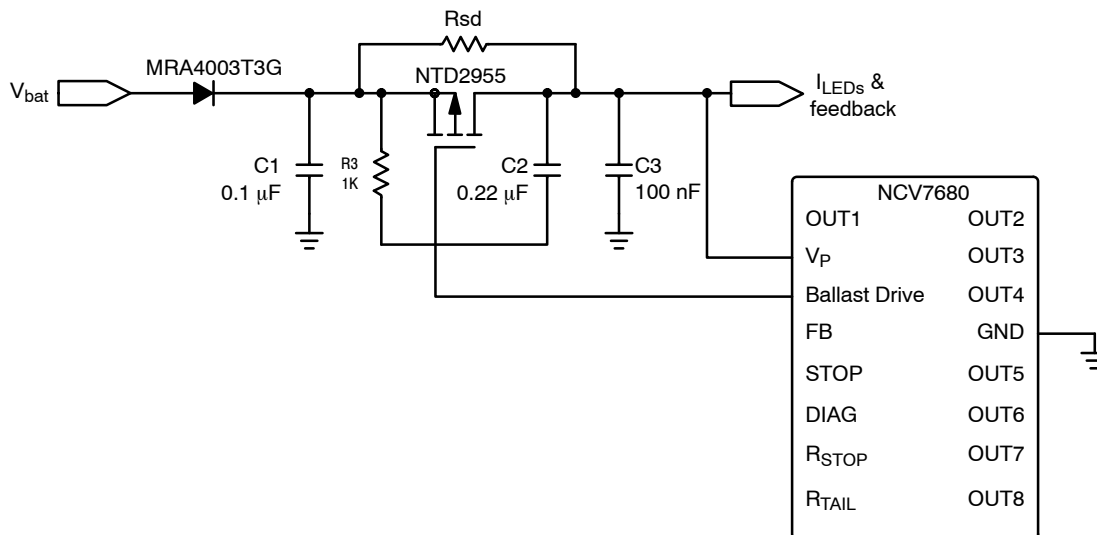 Rsd
MRA4003T3G
NTD2955
Vbat
ILEDs &
feedback
C1
0.1 μF
R3
1K
C2
0.22 μF
C3
100 nF
NCV7680
OUT1 OUT2
VP OUT3
Ballast Drive OUT4
FB GND
STOP OUT5
DIAG OUT6
RSTOP OUT7
RTAIL OUT8